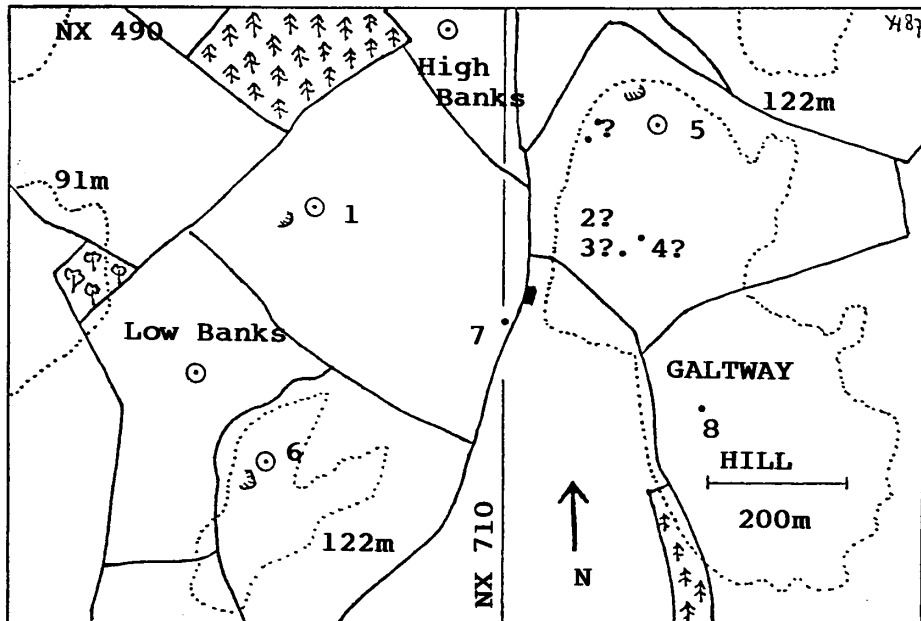 NX 490
High
Banks
122m
?
5
91m
1
2?
3?
4?
Low Banks
7
GALTWAY
8
6
HILL
200m
122m
NX 710
N